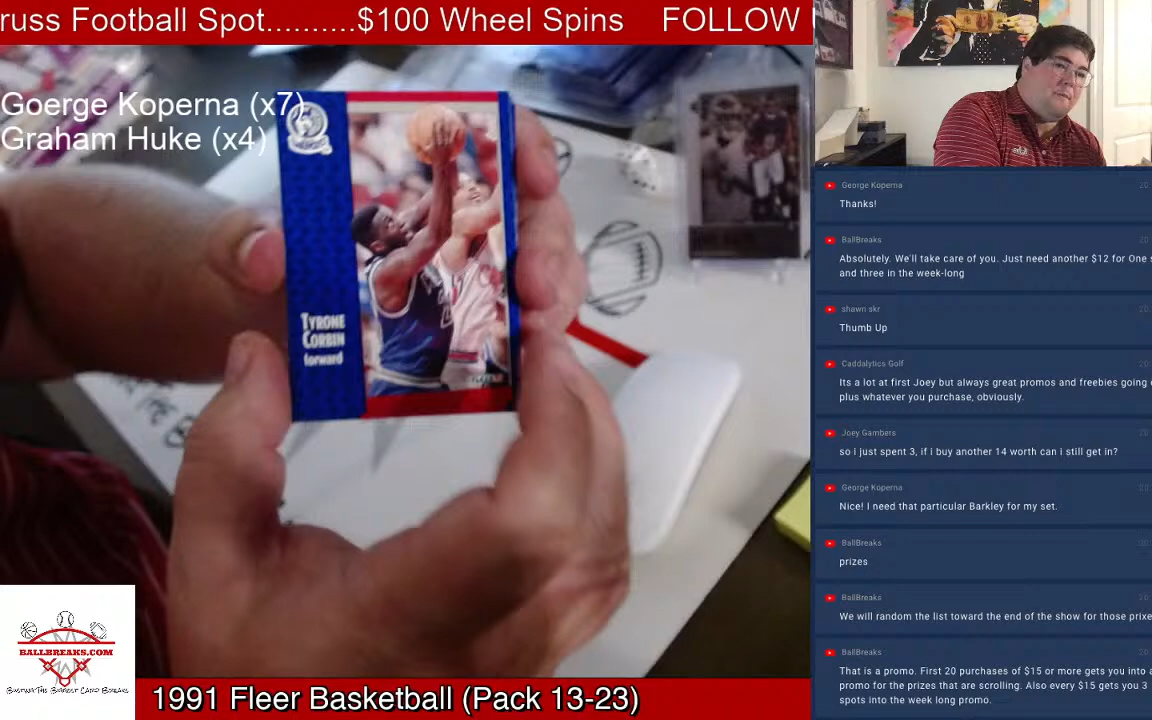 russ Football Spot..........$100 Wheel Spins FOLLOW
Goerge Koperna (x7)
Graham Huke (x4)
TYRONE
CORBIN
forward
BALLBREAKS.COM
BUSTING THE BIGGEST CARD BREAKS
1991 Fleer Basketball (Pack 13-23)
George Koperna
Thanks!
BallBreaks
Absolutely. We'll take care of you. Just need another $12 for One
and three in the week-long
shawn skr
Thumb Up
Caddalytics Golf
Its a lot at first Joey but always great promos and freebies going
plus whatever you purchase, obviously.
Joey Gambers
so i just spent 3, if i buy another 14 worth can i still get in?
George Koperna
Nice! I need that particular Barkley for my set.
BallBreaks
prizes
BallBreaks
We will random the list toward the end of the show for those prixe
BallBreaks
That is a promo. First 20 purchases of $15 or more gets you into a
promo for the prizes that are scrolling. Also every $15 gets you 3
spots into the week long promo.